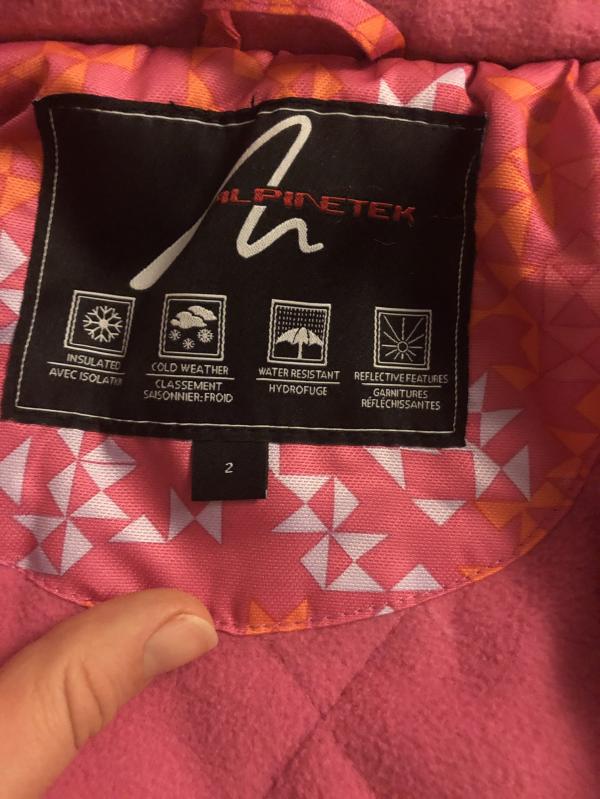 ALPINETEK
INSULATED
AVEC ISOLATION
COLD WEATHER
CLASSEMENT
SAISONNIER: FROID
WATER RESISTANT
HYDROFUGE
REFLECTIVE FEATURES
GARNITURES
RÉFLÉCHISSANTES
2